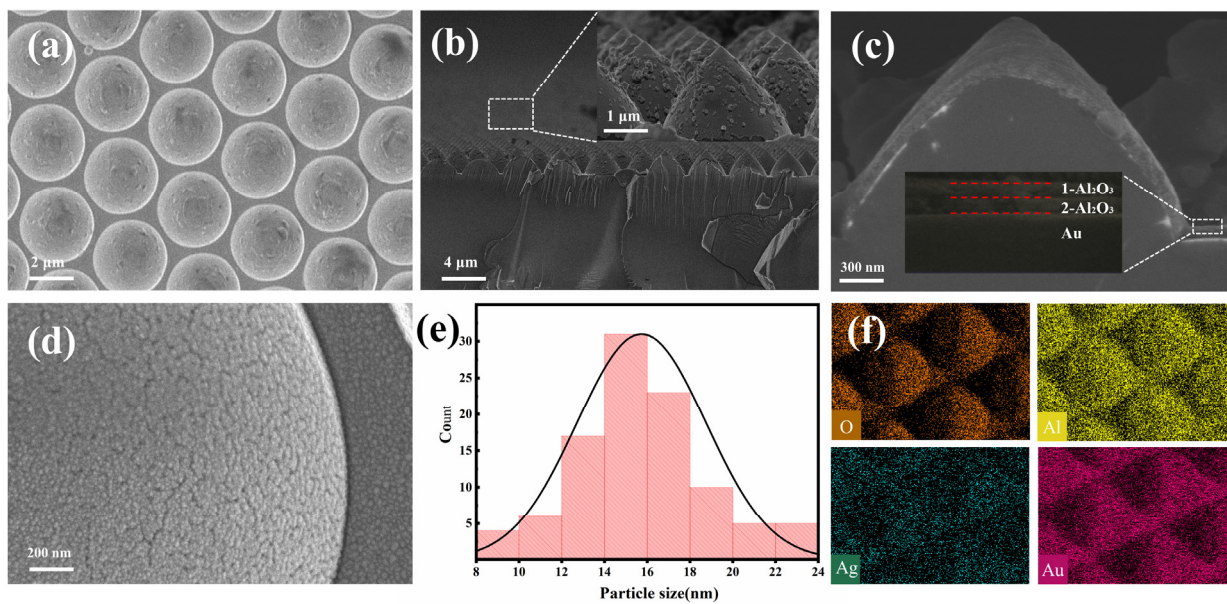 (a)
2 μm
(b)
1 μm
4 μm
(c)
1-Al₂O₃
2-Al₂O₃
Au
300 nm
(d)
200 nm
(e)
Count
30
25
20
15
10
5
8 10 12 14 16 18 20 22 24
Particle size(nm)
(f)
O
Al
Ag
Au